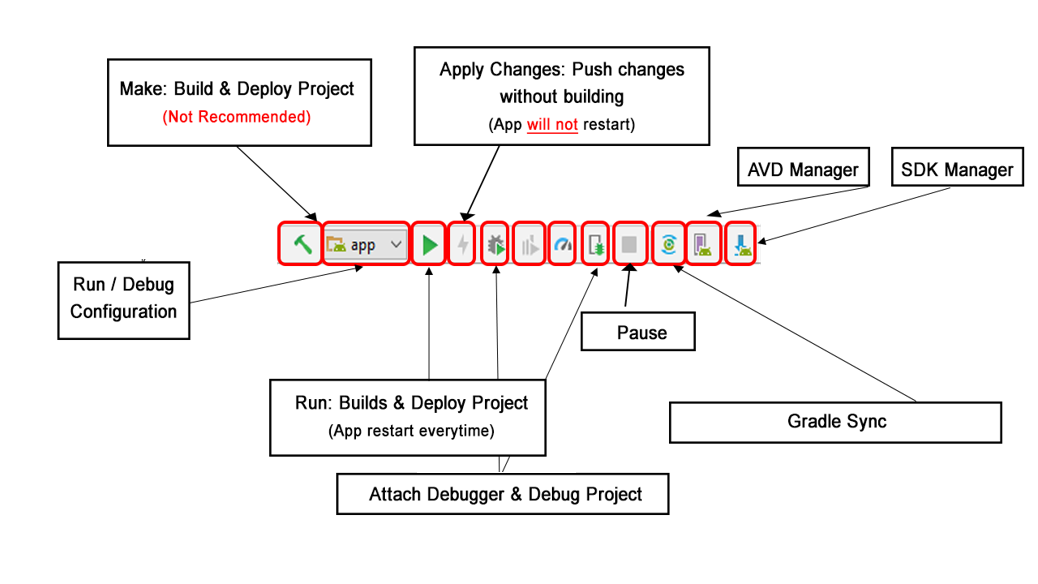 Apply Changes: Push changes
without building
(App will not restart)
Make: Build & Deploy Project
(Not Recommended)
AVD Manager
SDK Manager
app
Run / Debug
Configuration
Pause
Run: Builds & Deploy Project
(App restart everytime)
Gradle Sync
Attach Debugger & Debug Project